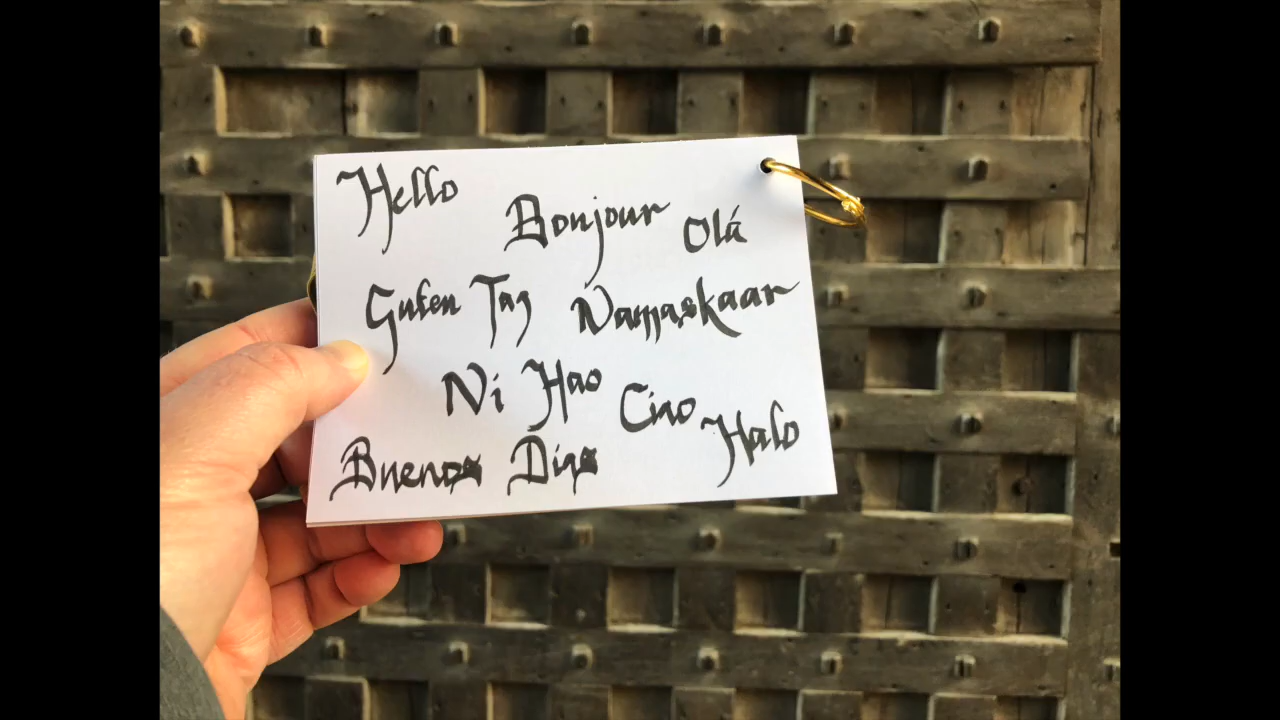 Hello
Bonjour Olá
Guten Tag Namaskaar
Ni Hao Ciao
Halo
Buenos Dias